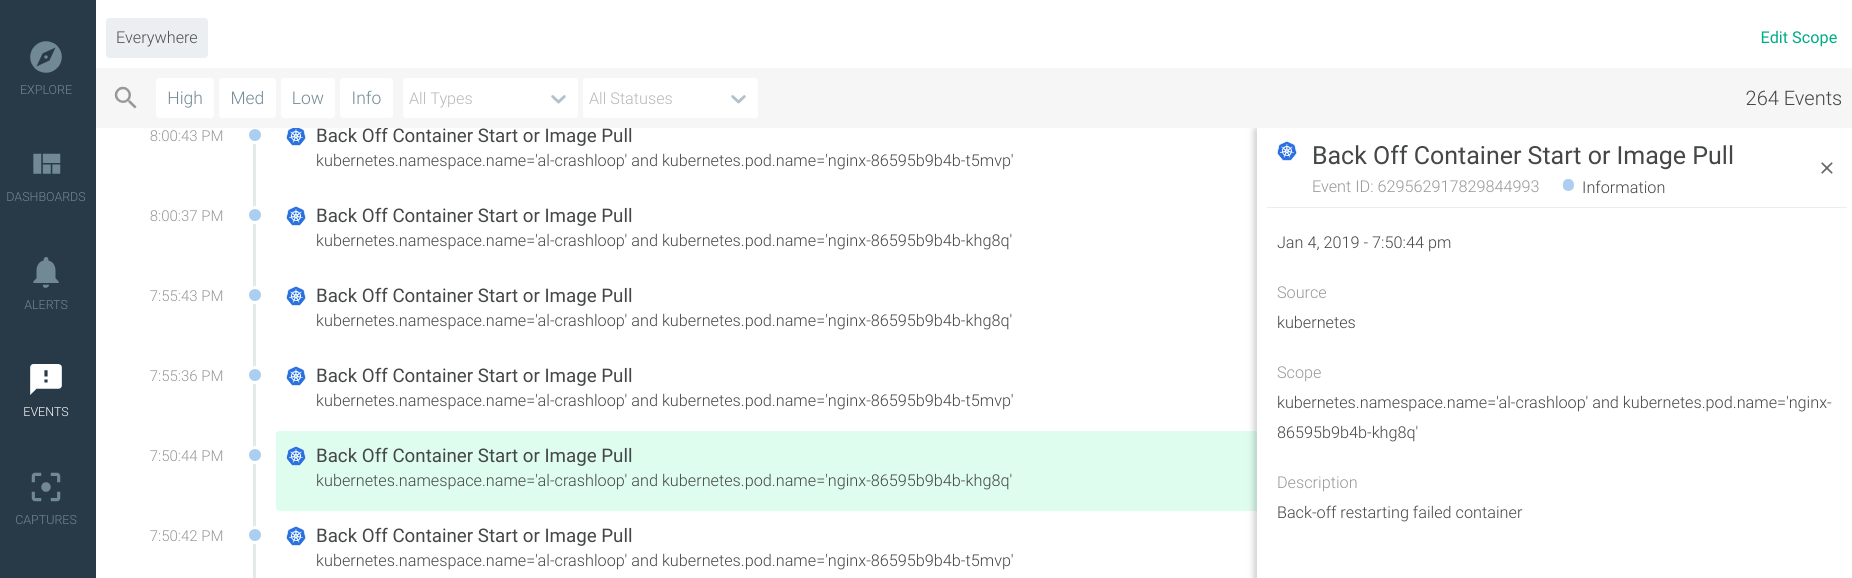 Everywhere
Edit Scope
EXPLORE
DASHBOARDS
ALERTS
EVENTS
CAPTURES
High
Med
Low
Info
All Types
All Statuses
264 Events
8:00:43 PM
Back Off Container Start or Image Pull
kubernetes.namespace.name='al-crashloop' and kubernetes.pod.name='nginx-86595b9b4b-t5mvp'
8:00:37 PM
Back Off Container Start or Image Pull
kubernetes.namespace.name='al-crashloop' and kubernetes.pod.name='nginx-86595b9b4b-khg8q'
7:55:43 PM
Back Off Container Start or Image Pull
kubernetes.namespace.name='al-crashloop' and kubernetes.pod.name='nginx-86595b9b4b-khg8q'
7:55:36 PM
Back Off Container Start or Image Pull
kubernetes.namespace.name='al-crashloop' and kubernetes.pod.name='nginx-86595b9b4b-t5mvp'
7:50:44 PM
Back Off Container Start or Image Pull
kubernetes.namespace.name='al-crashloop' and kubernetes.pod.name='nginx-86595b9b4b-khg8q'
7:50:42 PM
Back Off Container Start or Image Pull
kubernetes.namespace.name='al-crashloop' and kubernetes.pod.name='nginx-86595b9b4b-t5mvp'
Back Off Container Start or Image Pull
Event ID: 629562917829844993
Information
Jan 4, 2019 - 7:50:44 pm
Source
kubernetes
Scope
kubernetes.namespace.name='al-crashloop' and kubernetes.pod.name='nginx-
86595b9b4b-khg8q'
Description
Back-off restarting failed container